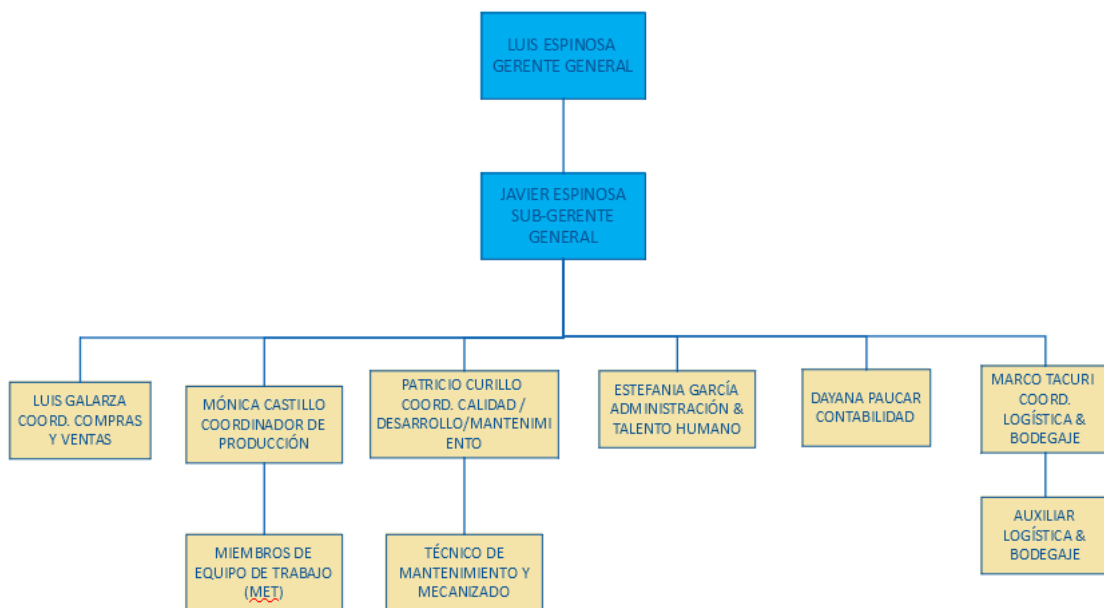 LUIS ESPINOSA
GERENTE GENERAL
JAVIER ESPINOSA
SUB-GERENTE
GENERAL
LUIS GALARZA
COORD. COMPRAS
Y VENTAS
MÓNICA CASTILLO
COORDINADOR DE
PRODUCCIÓN
PATRICIO CURILLO
COORD. CALIDAD /
DESARROLLO/MANTENIMI
ENTO
ESTEFANIA GARCÍA
ADMINISTRACIÓN &
TALENTO HUMANO
DAYANA PAUCAR
CONTABILIDAD
MARCO TACURI
COORD.
LOGÍSTICA &
BODEGAJE
MIEMBROS DE
EQUIPO DE TRABAJO
(MET)
TÉCNICO DE
MANTENIMIENTO Y
MECANIZADO
AUXILIAR
LOGÍSTICA &
BODEGAJE